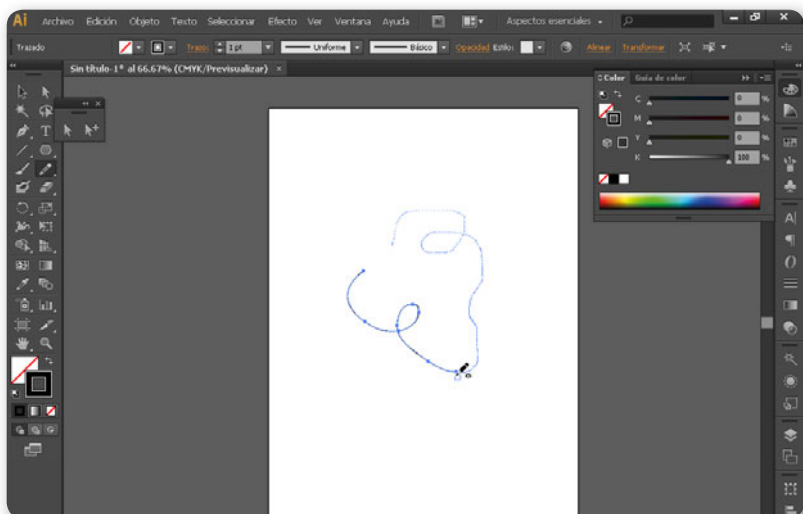 Ai Archivo Edición Objeto Texto Seleccionar Efecto Ver Ventana Ayuda Aspectos esenciales
Trazado Trazo: 1 pt Uniforme Básico Opacidad Estilo: Alinear Transformar
Sin título-1* al 66.67% (CMYK/Previsualizar) ×
Color Guía de color
C 0 %
M 0 %
Y 0 %
K 100 %